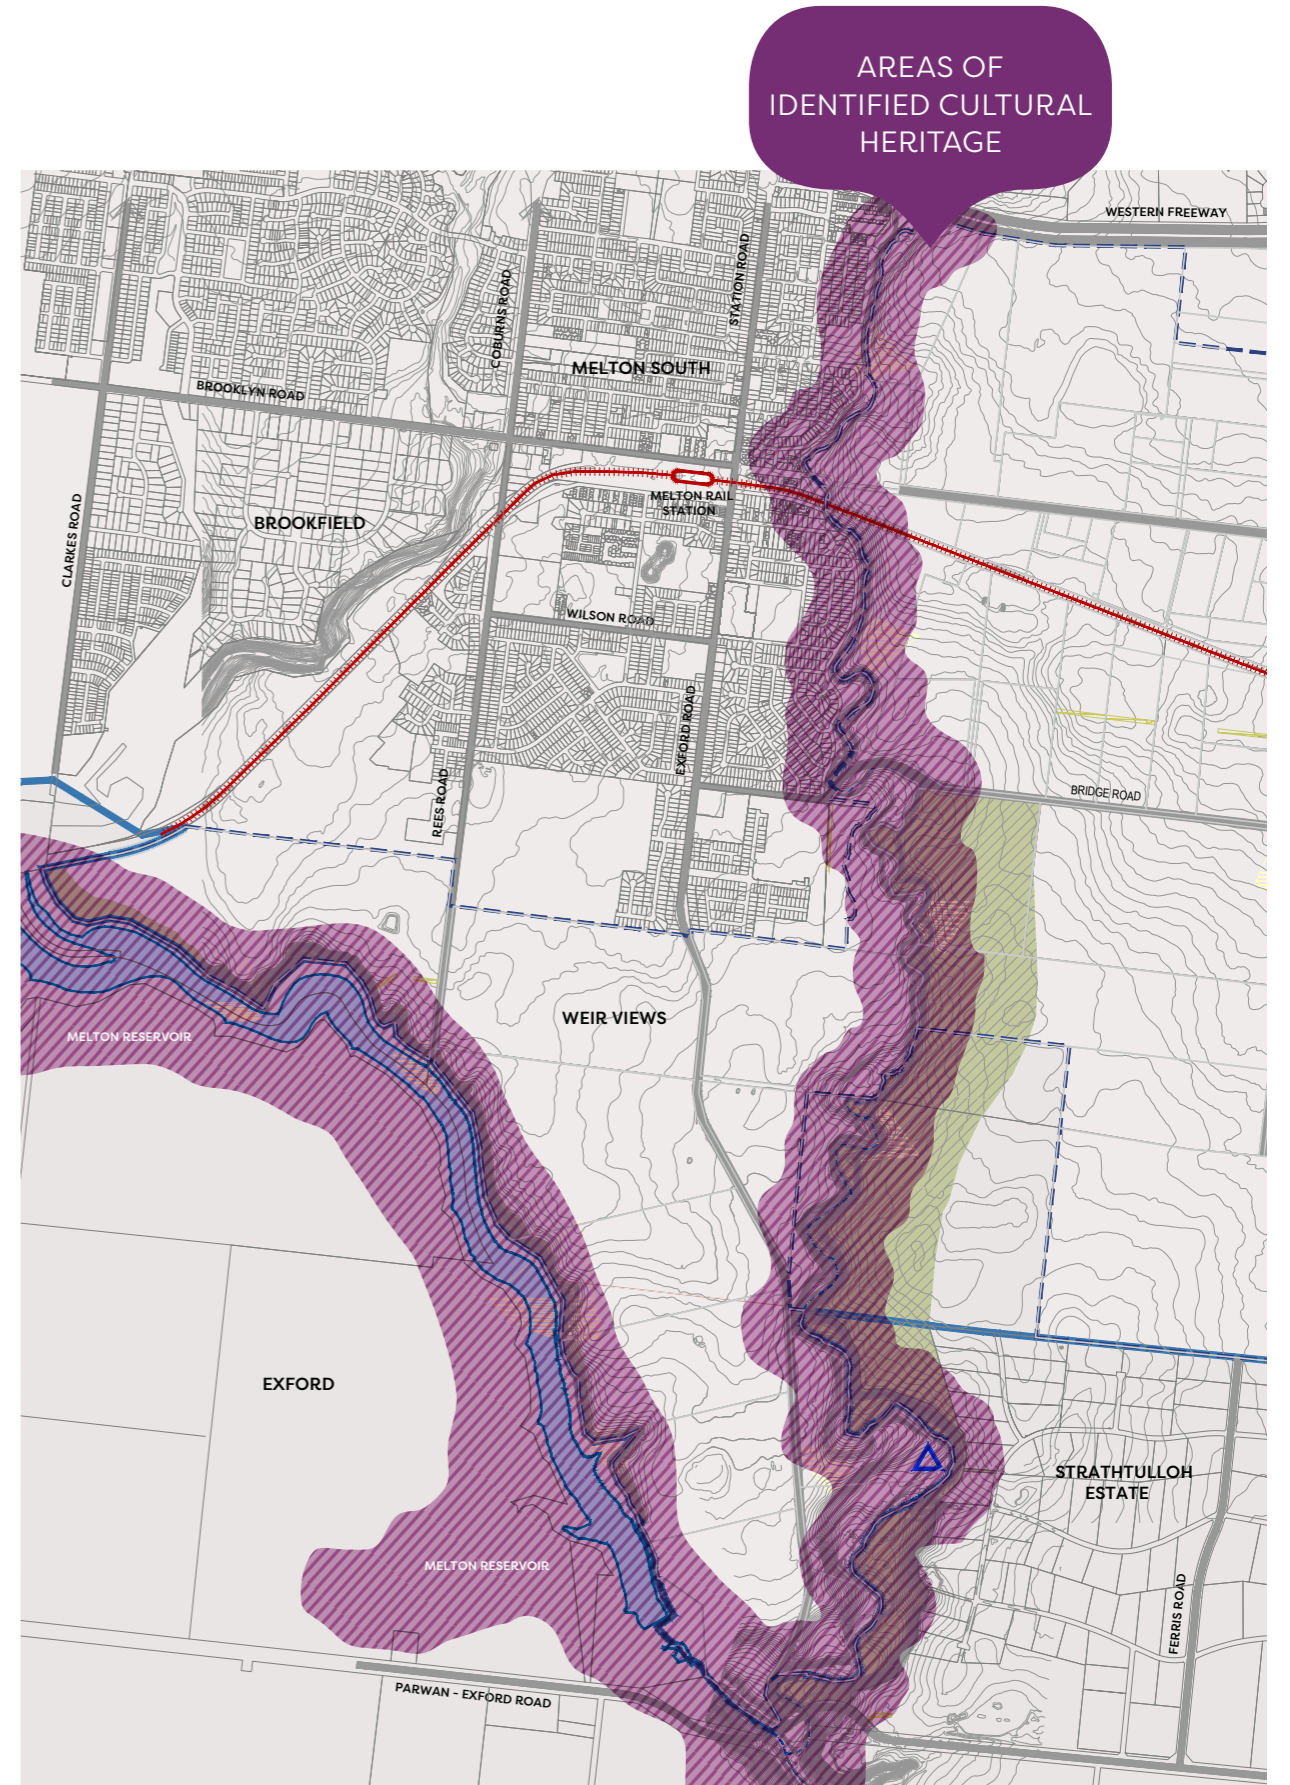 AREAS OF
IDENTIFIED CULTURAL
HERITAGE
WESTERN FREEWAY
STATION ROAD
COBURNS ROAD
MELTON SOUTH
BROOKLYN ROAD
MELTON RAIL
STATION
BROOKFIELD
CLARKES ROAD
WILSON ROAD
EXFORD ROAD
REES ROAD
BRIDGE ROAD
WEIR VIEWS
MELTON RESERVOIR
EXFORD
STRATHTULLOH
ESTATE
MELTON RESERVOIR
FERRIS ROAD
PARWAN - EXFORD ROAD